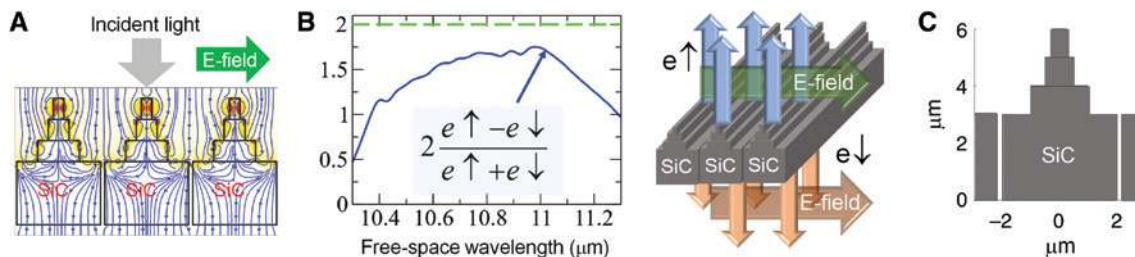 A
Incident light
E-field
SiC
SiC
SiC
B
2
1.5
1
0.5
0
2 e↑ −e↓
e↑ +e↓
10.4
10.6
10.8
11
11.2
Free-space wavelength (μm)
e↑
E-field
SiC
SiC
SiC
e↓
E-field
C
6
4
2
0
μm
SiC
−2
0
2
μm